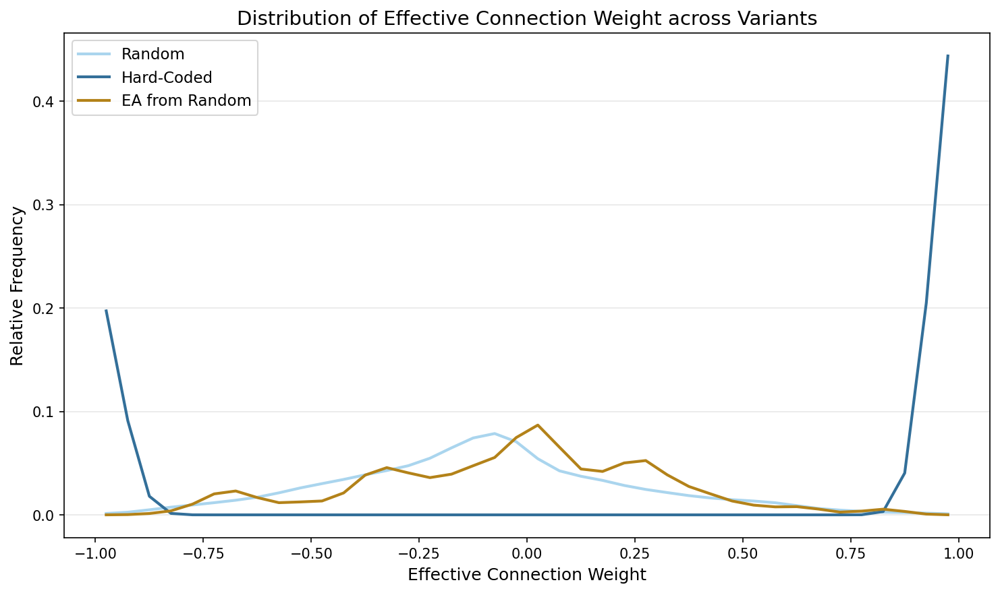 Distribution of Effective Connection Weight across Variants
Random
Hard-Coded
EA from Random
Relative Frequency
0.4
0.3
0.2
0.1
0.0
−1.00 −0.75 −0.50 −0.25 0.00 0.25 0.50 0.75 1.00
Effective Connection Weight